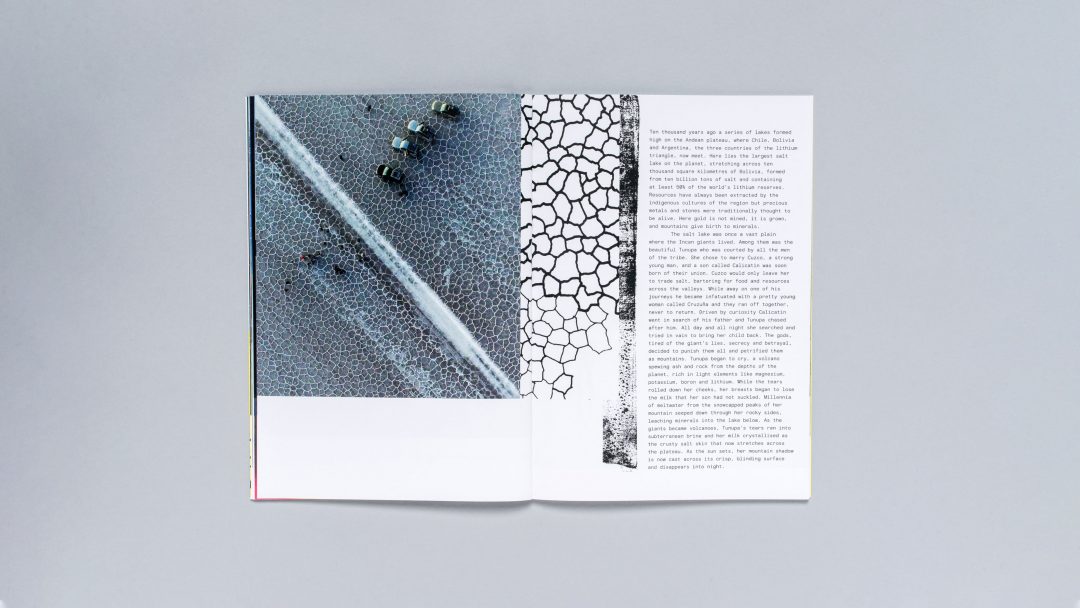 Ten thousand years ago a series of lakes formed
high on the Andean plateau, where Chile, Bolivia
and Argentina, the three countries of the lithium
triangle, now meet. Here lies the largest salt
lake on the planet, stretching across ten
thousand square kilometres of Bolivia, formed
from ten billion tons of salt and containing
at least 60% of the world's lithium reserves.
Resources have always been extracted by the
indigenous cultures of the region but precious
metals and stones were traditionally thought to
be alive. Here gold is not mined, it is grown,
and mountains give birth to minerals.
The salt lake was once a vast plain
where the Incan giants lived. Among them was the
beautiful Tunupa who was courted by all the men
of the tribe. She chose to marry Cuzco, a strong
young man, and a son called Calicatin was soon
born of their union. Cuzco would only leave her
to trade salt, bartering for food and resources
across the valleys. While away on one of his
journeys he became infatuated with a pretty young
woman called Cruzuña and they ran off together,
never to return. Driven by curiosity Calicatin
went in search of his father and Tunupa chased
after him. All day and all night she searched and
tried in vain to bring her child back. The gods,
tired of the giant's lies, secrecy and betrayal,
decided to punish them all and petrified them
as mountains. Tunupa began to cry, a volcano
spewing ash and rock from the depths of the
planet, rich in light elements like magnesium,
potassium, boron and lithium. While the tears
rolled down her cheeks, her breasts began to lose
the milk that her son had not suckled. Millennia
of meltwater from the snowcapped peaks of her
mountain seeped down through her rocky sides,
leaching minerals into the lake below. As the
giants became volcanoes, Tunupa's tears ran into
subterranean brine and her milk crystallised as
the crusty salt skin that now stretches across
the plateau. As the sun sets, her mountain shadow
is now cast across its crisp, blinding surface
and disappears into night.